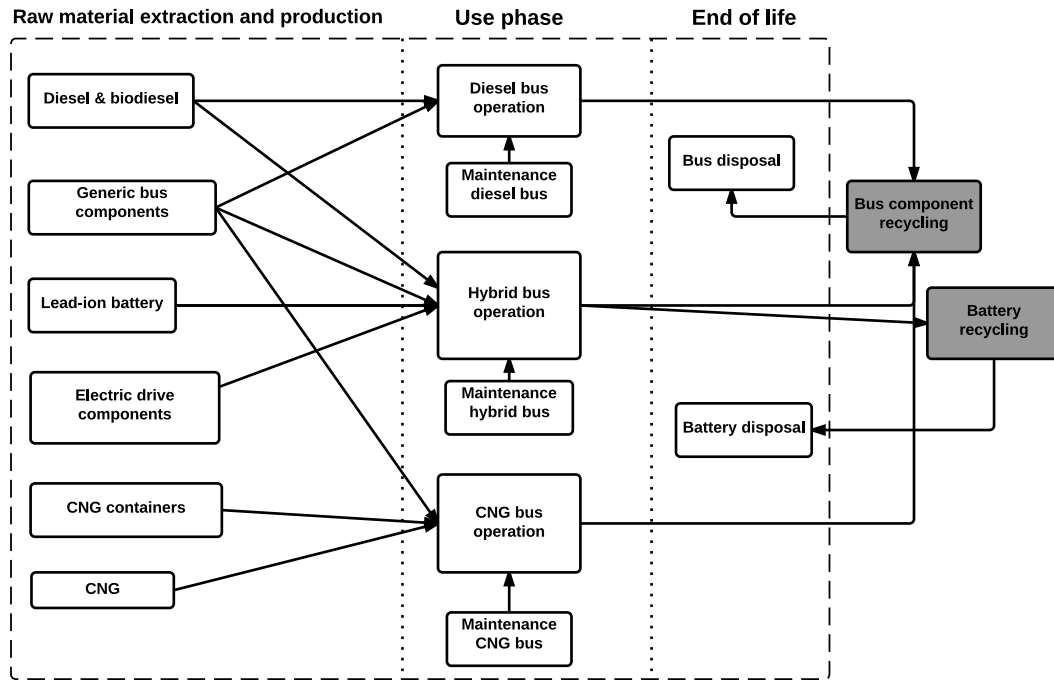 Raw material extraction and production
Use phase
End of life
Diesel & biodiesel
Generic bus
components
Lead-ion battery
Electric drive
components
CNG containers
CNG
Diesel bus
operation
Maintenance
diesel bus
Hybrid bus
operation
Maintenance
hybrid bus
CNG bus
operation
Maintenance
CNG bus
Bus disposal
Battery disposal
Bus component
recycling
Battery
recycling